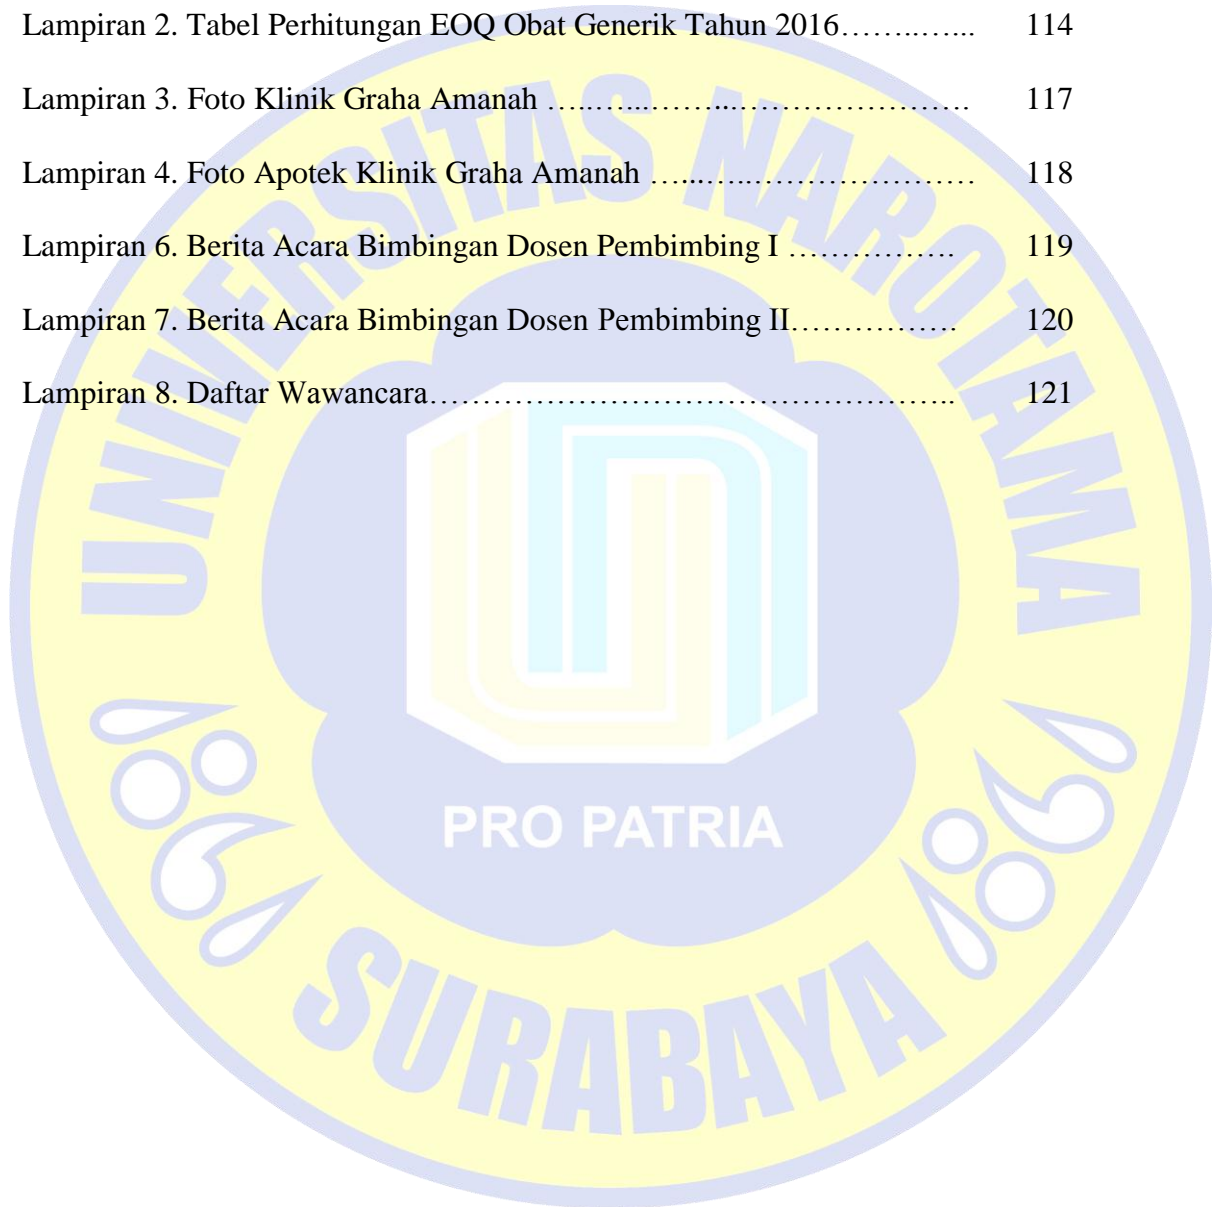 Lampiran 2. Tabel Perhitungan EOQ Obat Generik Tahun 2016……..…... 114
Lampiran 3. Foto Klinik Graha Amanah …..…...……...……………………. 117
Lampiran 4. Foto Apotek Klinik Graha Amanah …...…..………………… 118
Lampiran 6. Berita Acara Bimbingan Dosen Pembimbing I ……………. 119
Lampiran 7. Berita Acara Bimbingan Dosen Pembimbing II……………. 120
Lampiran 8. Daftar Wawancara………………………………………….. 121
UNIVERSITAS NAROTAMA
PRO PATRIA
SURABAYA